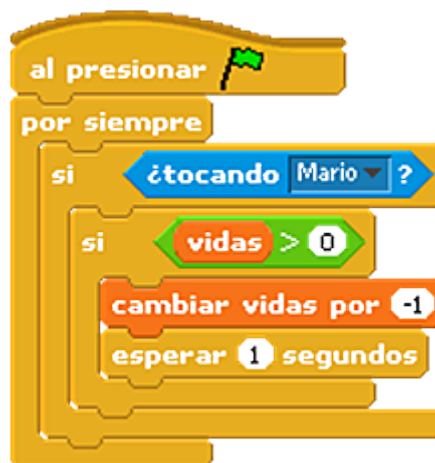 al presionar
por siempre
si ¿tocando Mario ?
si vidas > 0
cambiar vidas por -1
esperar 1 segundos